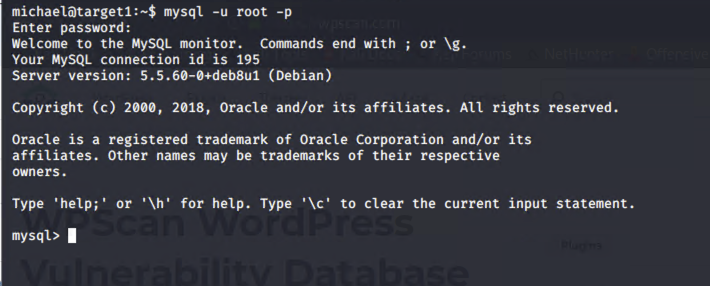 michael@target1:~$ mysql -u root -p
Enter password:
Welcome to the MySQL monitor.  Commands end with ; or \g.
Your MySQL connection id is 195
Server version: 5.5.60-0+deb8u1 (Debian)

Copyright (c) 2000, 2018, Oracle and/or its affiliates. All rights reserved.

Oracle is a registered trademark of Oracle Corporation and/or its
affiliates. Other names may be trademarks of their respective
owners.

Type 'help;' or '\h' for help. Type '\c' to clear the current input statement.

mysql>
wpscan.com
WPScan WordPress
Vulnerability Database
Plugins